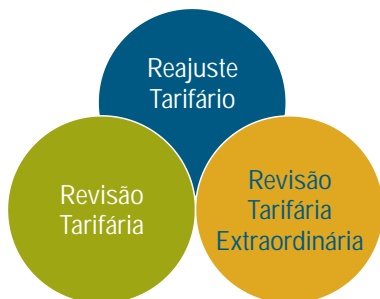 Reajuste
Tarifário
Revisão
Tarifária
Revisão
Tarifária
Extraordinária